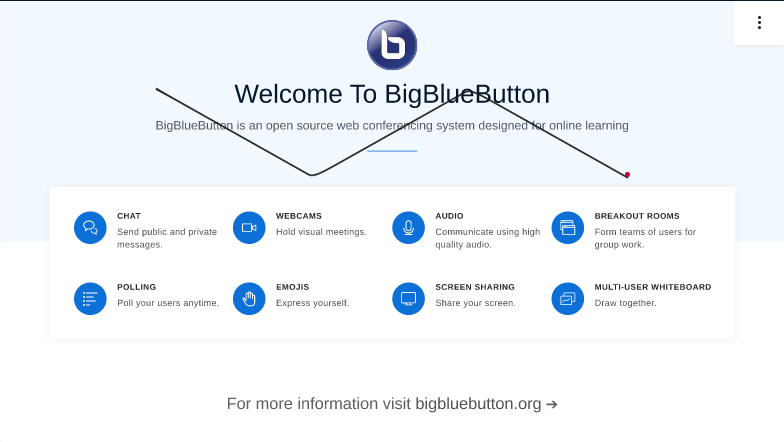 Welcome To BigBlueButton
BigBlueButton is an open source web conferencing system designed for online learning
CHAT
Send public and private
messages.
WEBCAMS
Hold visual meetings.
AUDIO
Communicate using high
quality audio.
BREAKOUT ROOMS
Form teams of users for
group work.
POLLING
Poll your users anytime.
EMOJIS
Express yourself.
SCREEN SHARING
Share your screen.
MULTI-USER WHITEBOARD
Draw together.
For more information visit bigbluebutton.org →